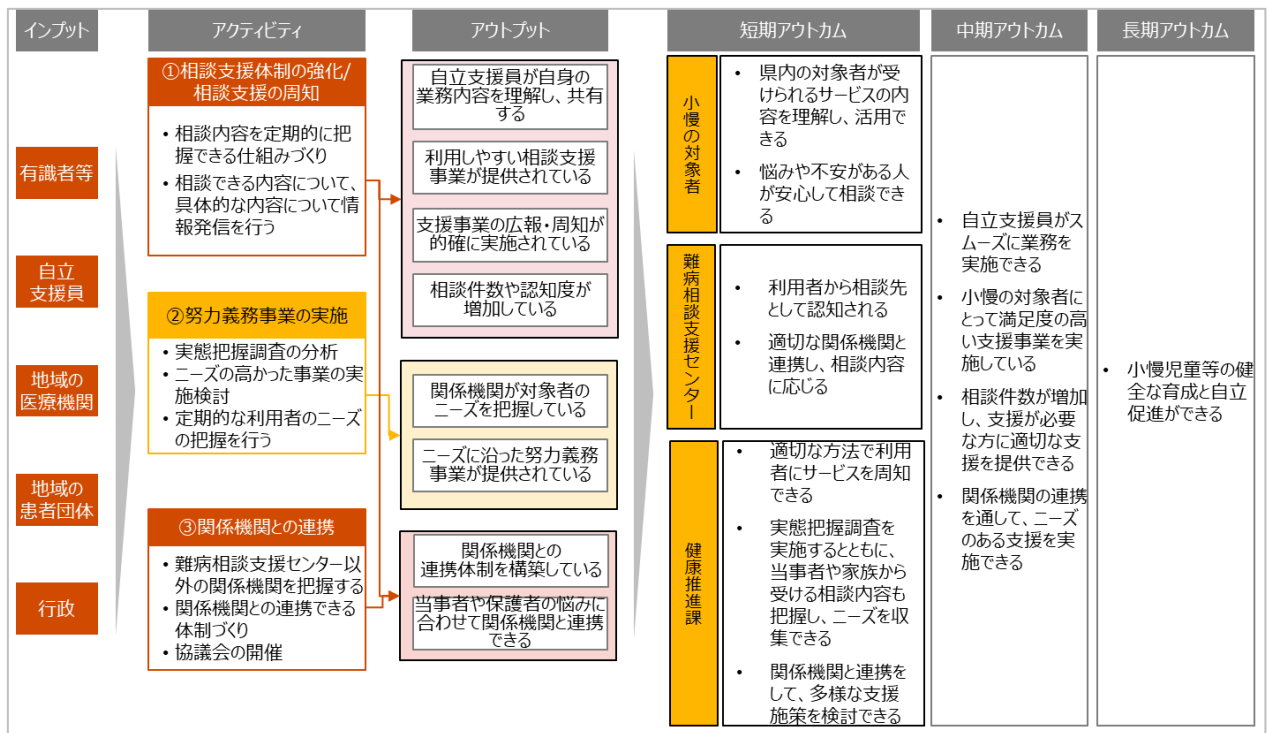 インプット
アクティビティ
アウトプット
短期アウトカム
中期アウトカム
長期アウトカム
有識者等
自立
支援員
地域の
医療機関
地域の
患者団体
行政
①相談支援体制の強化/
相談支援の周知
• 相談内容を定期的に把
握できる仕組みづくり
• 相談できる内容について、
具体的な内容について情
報発信を行う
②努力義務事業の実施
• 実態把握調査の分析
• ニーズの高かった事業の実
施検討
• 定期的な利用者のニーズ
の把握を行う
③関係機関との連携
• 難病相談支援センター以
外の関係機関を把握する
• 関係機関との連携できる
体制づくり
• 協議会の開催
自立支援員が自身の
業務内容を理解し、共有
する
利用しやすい相談支援
事業が提供されている
支援事業の広報・周知が
的確に実施されている
相談件数や認知度が
増加している
関係機関が対象者の
ニーズを把握している
ニーズに沿った努力義務
事業が提供されている
関係機関との
連携体制を構築している
当事者や保護者の悩みに
合わせて関係機関と連携
できる
小慢の対象者
• 県内の対象者が受
けられるサービスの内
容を理解し、活用で
きる
• 悩みや不安がある人
が安心して相談でき
る
難病相談支援センター
• 利用者から相談先
として認知される
• 適切な関係機関と
連携し、相談内容
に応じる
健康推進課
• 適切な方法で利用
者にサービスを周知
できる
• 実態把握調査を
実施するとともに、
当事者や家族から
受ける相談内容も
把握し、ニーズを収
集できる
• 関係機関と連携を
して、多様な支援
施策を検討できる
• 自立支援員がス
ムーズに業務を
実施できる
• 小慢の対象者に
とって満足度の高
い支援事業を実
施している
• 相談件数が増加
し、支援が必要
な方に適切な支
援を提供できる
• 関係機関の連携
を通して、ニーズ
のある支援を実
施できる
• 小慢児童等の健
全な育成と自立
促進ができる